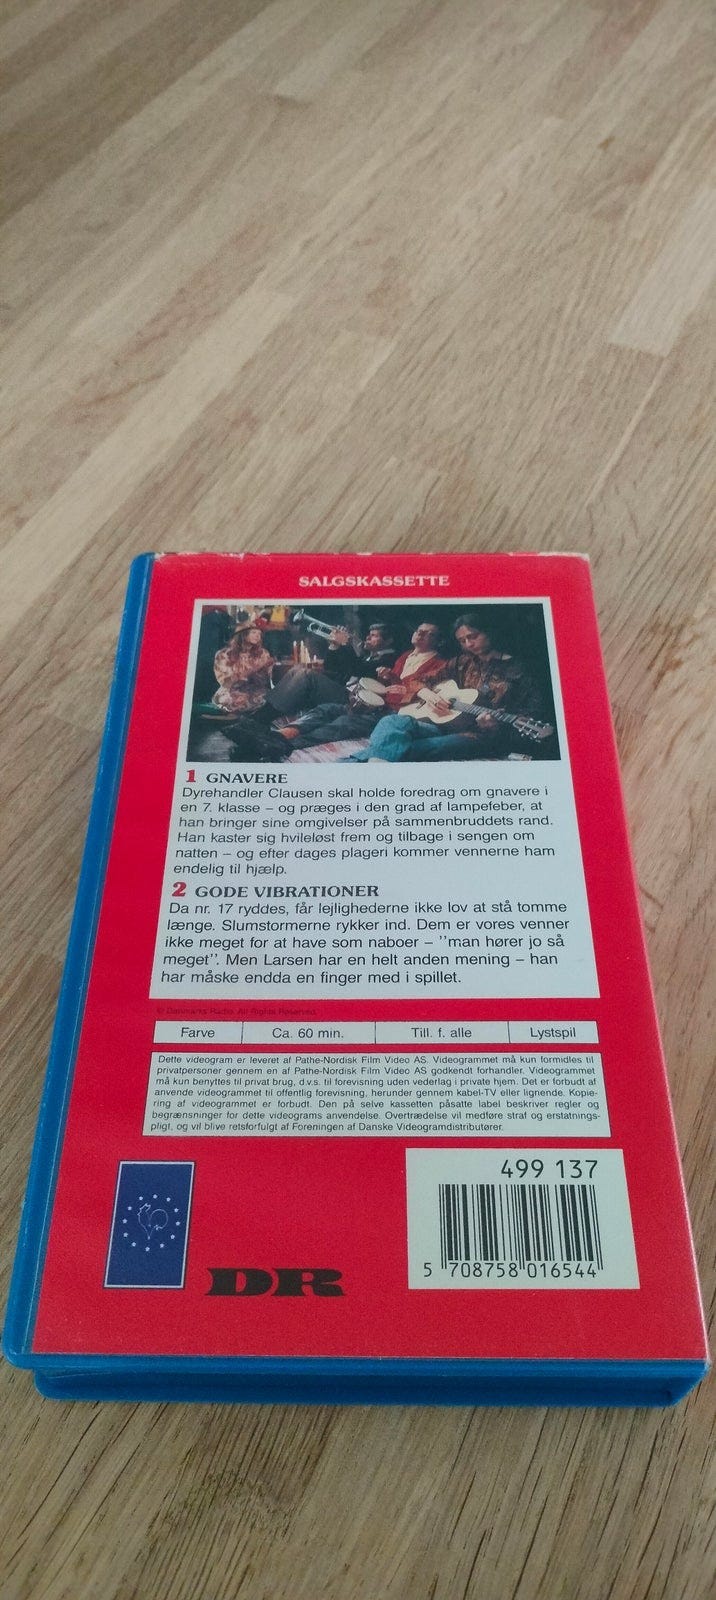 SALGSKASSETTE
1 GNAVERE
Dyrehandler Clausen skal holde foredrag om gnavere i
en 7. klasse – og præges i den grad af lampefeber, at
han bringer sine omgivelser på sammenbruddets rand.
Han kaster sig hvileløst frem og tilbage i sengen om
natten – og efter dages plageri kommer vennerne ham
endelig til hjælp.
2 GODE VIBRATIONER
Da nr. 17 ryddes, får lejlighederne ikke lov at stå tomme
længe. Slumstormerne rykker ind. Dem er vores venner
ikke meget for at have som naboer – ''man hører jo så
meget''. Men Larsen har en helt anden mening – han
har måske endda en finger med i spillet.
© Danmarks Radio. All Rights Reserved.
Farve Ca. 60 min. Till. f. alle Lystspil
Dette videogram er leveret af Pathe-Nordisk Film Video AS. Videogrammet må kun formidles til
privatpersoner gennem en af Pathe-Nordisk Film Video AS godkendt forhandler. Videogrammet
må kun benyttes til privat brug, d.v.s. til forevisning uden vederlag i private hjem. Det er forbudt at
anvende videogrammet til offentlig forevisning, herunder gennem kabel-TV eller lignende. Kopie-
ring af videogrammet er forbudt. Den på selve kassetten påsatte label beskriver regler og
begrænsninger for dette videograms anvendelse. Overtrædelse vil medføre straf og erstatnings-
pligt, og vil blive retsforfulgt af Foreningen af Danske Videogramdistributører.
499 137
5 708758 016544
DR